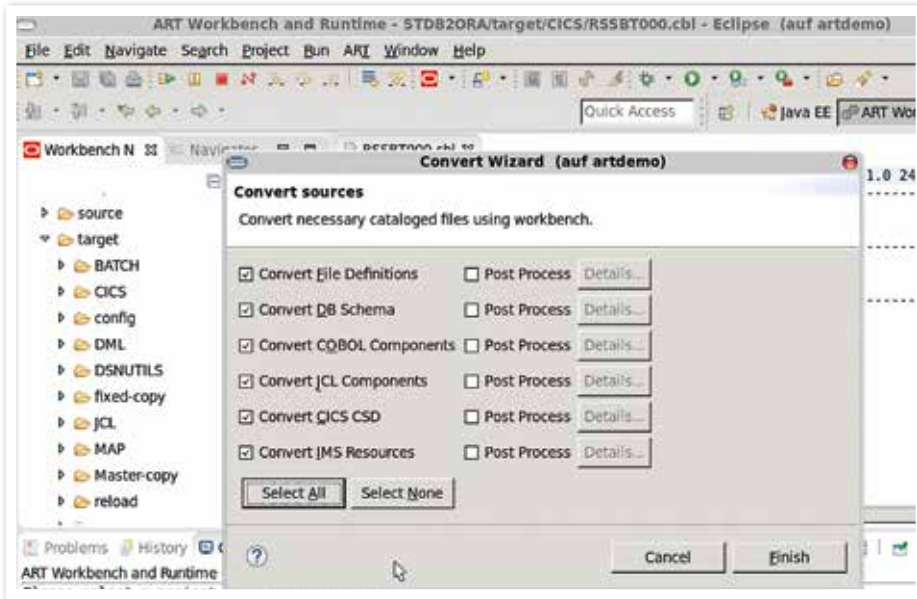 ART Workbench and Runtime - STDB2ORA/target/CICS/RSSBT000.cbl - Eclipse (auf artdemo)
File Edit Navigate Search Project Run ART Window Help
Quick Access
Java EE
ART Wor
Workbench N
Convert Wizard (auf artdemo)
1.0 24
Convert sources
Convert necessary cataloged files using workbench.
source
target
BATCH
CICS
config
DML
DSNUTILS
fixed-copy
JCL
MAP
Master-copy
reload
Convert File Definitions Post Process Details...
Convert DB Schema Post Process Details...
Convert COBOL Components Post Process Details...
Convert JCL Components Post Process Details...
Convert CICS CSD Post Process Details...
Convert IMS Resources Post Process Details...
Select All Select None
Cancel Finish
Problems History
ART Workbench and Runtime